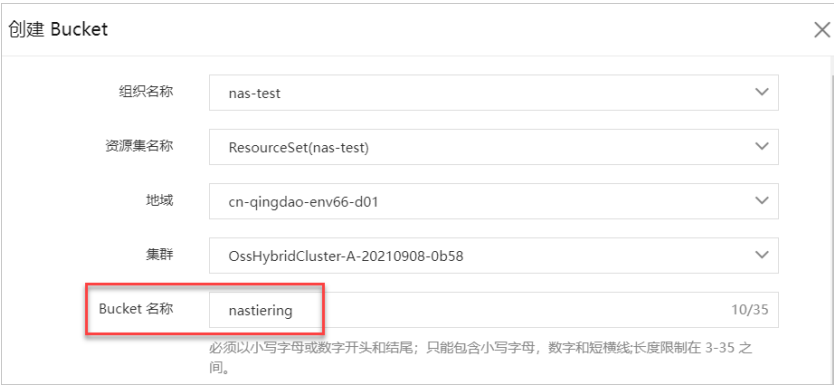 创建 Bucket
组织名称 nas-test
资源集名称 ResourceSet(nas-test)
地域 cn-qingdao-env66-d01
集群 OssHybridCluster-A-20210908-0b58
Bucket 名称 nastiering 10/35
必须以小写字母或数字开头和结尾；只能包含小写字母，数字和短横线;长度限制在 3-35 之
间。